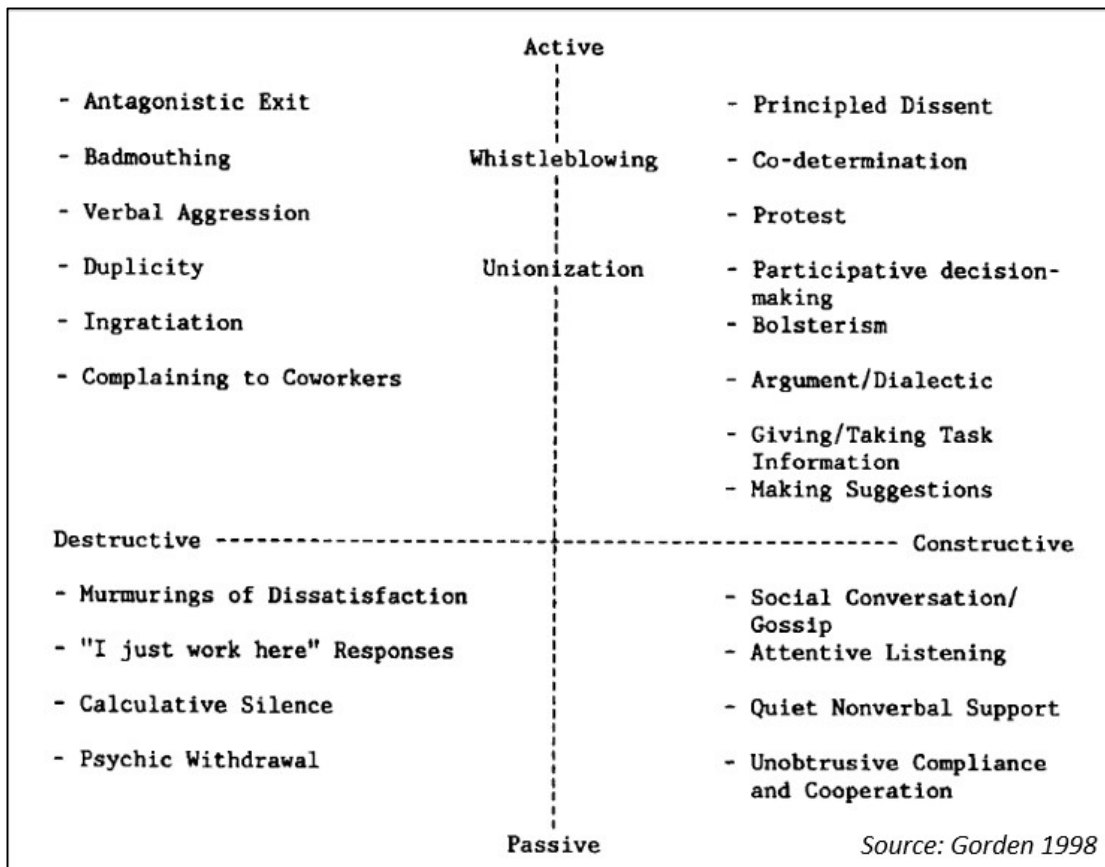 Active
- Antagonistic Exit
- Principled Dissent
- Badmouthing
Whistleblowing
- Co-determination
- Verbal Aggression
- Protest
- Duplicity
Unionization
- Participative decision-
making
- Ingratiation
- Bolsterism
- Complaining to Coworkers
- Argument/Dialectic
- Giving/Taking Task
Information
- Making Suggestions
Destructive
Constructive
- Murmurings of Dissatisfaction
- Social Conversation/
Gossip
- "I just work here" Responses
- Attentive Listening
- Calculative Silence
- Quiet Nonverbal Support
- Psychic Withdrawal
- Unobtrusive Compliance
and Cooperation
Passive
Source: Gorden 1998